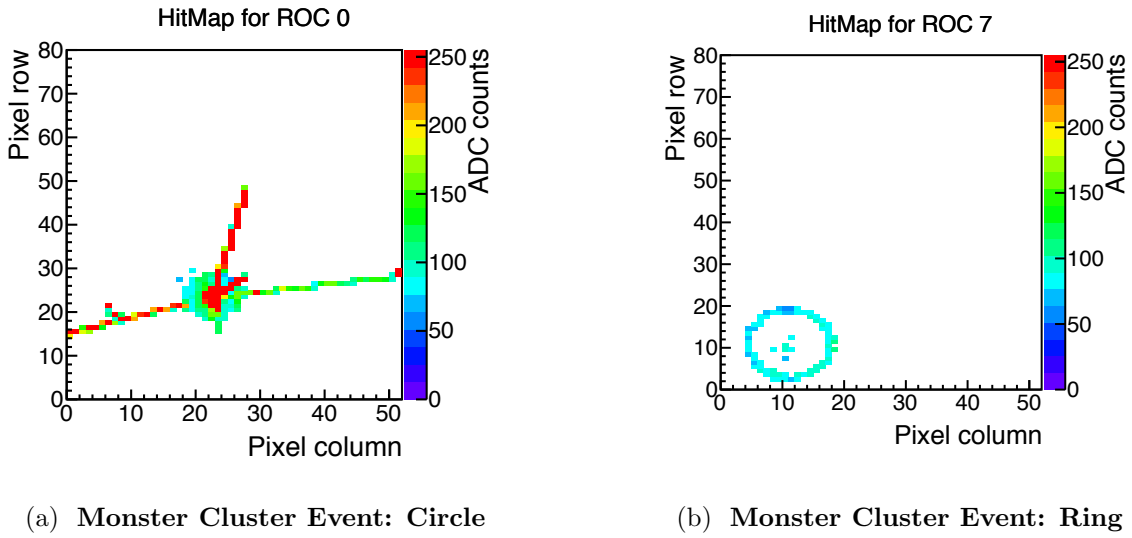 HitMap for ROC 0
Pixel row
80
70
60
50
40
30
20
10
0
0 10 20 30 40 50
Pixel column
250
200
150
100
50
0
ADC counts
(a) Monster Cluster Event: Circle
HitMap for ROC 7
Pixel row
80
70
60
50
40
30
20
10
0
0 10 20 30 40 50
Pixel column
250
200
150
100
50
0
ADC counts
(b) Monster Cluster Event: Ring